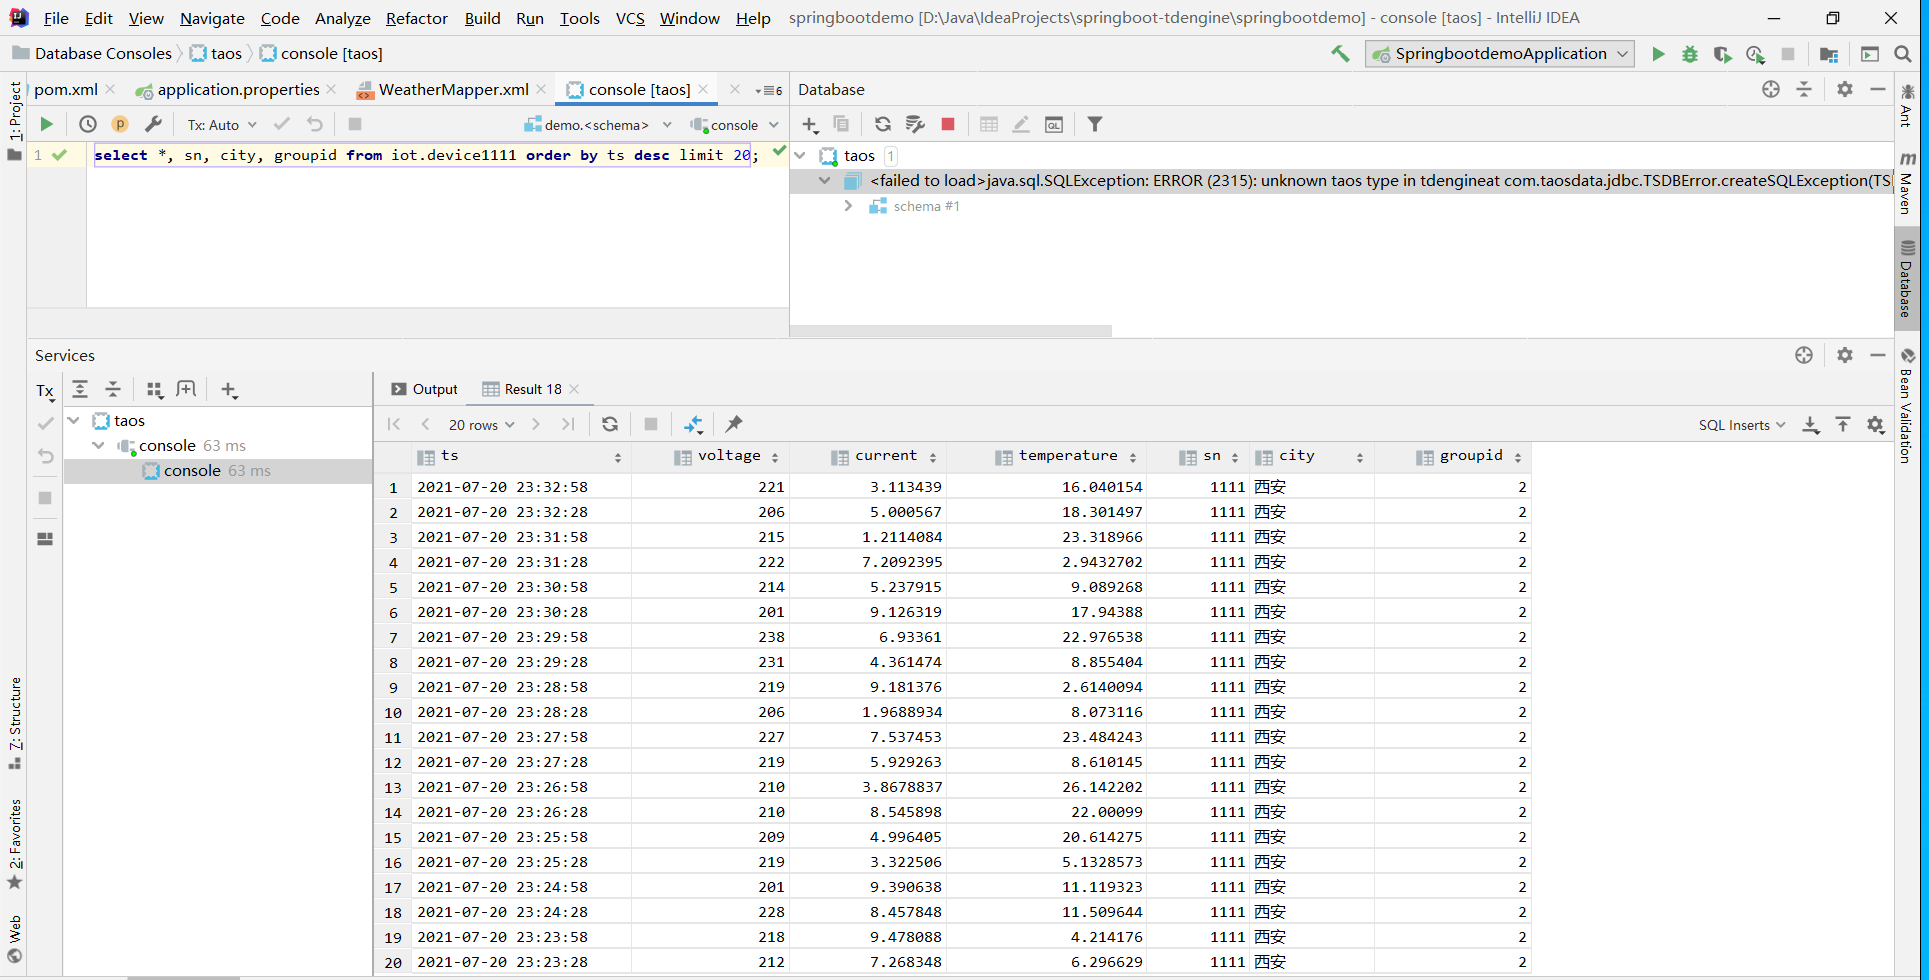 File Edit View Navigate Code Analyze Refactor Build Run Tools VCS Window Help springbootdemo [D:\Java\IdeaProjects\springboot-tdengine\springbootdemo] - console [taos] - IntelliJ IDEA
Database Consoles taos console [taos] SpringbootdemoApplication
pom.xml application.properties WeatherMapper.xml console [taos] 6 Database
Tx: Auto demo.<schema> console
1 select *, sn, city, groupid from iot.device1111 order by ts desc limit 20;
taos 1
<failed to load>java.sql.SQLException: ERROR (2315): unknown taos type in tdengineat com.taosdata.jdbc.TSDBError.createSQLException(TSI
schema #1
1: Project
7: Structure
2: Favorites
Web
Ant
Maven
Database
Bean Validation
Services
Tx
taos
console 63 ms
console 63 ms
Output Result 18
20 rows SQL Inserts
ts voltage current temperature sn city groupid
1 2021-07-20 23:32:58 221 3.113439 16.040154 1111 西安 2
2 2021-07-20 23:32:28 206 5.000567 18.301497 1111 西安 2
3 2021-07-20 23:31:58 215 1.2114084 23.318966 1111 西安 2
4 2021-07-20 23:31:28 222 7.2092395 2.9432702 1111 西安 2
5 2021-07-20 23:30:58 214 5.237915 9.089268 1111 西安 2
6 2021-07-20 23:30:28 201 9.126319 17.94388 1111 西安 2
7 2021-07-20 23:29:58 238 6.93361 22.976538 1111 西安 2
8 2021-07-20 23:29:28 231 4.361474 8.855404 1111 西安 2
9 2021-07-20 23:28:58 219 9.181376 2.6140094 1111 西安 2
10 2021-07-20 23:28:28 206 1.9688934 8.073116 1111 西安 2
11 2021-07-20 23:27:58 227 7.537453 23.484243 1111 西安 2
12 2021-07-20 23:27:28 219 5.929263 8.610145 1111 西安 2
13 2021-07-20 23:26:58 210 3.8678837 26.142202 1111 西安 2
14 2021-07-20 23:26:28 210 8.545898 22.00099 1111 西安 2
15 2021-07-20 23:25:58 209 4.996405 20.614275 1111 西安 2
16 2021-07-20 23:25:28 219 3.322506 5.1328573 1111 西安 2
17 2021-07-20 23:24:58 201 9.390638 11.119323 1111 西安 2
18 2021-07-20 23:24:28 228 8.457848 11.509644 1111 西安 2
19 2021-07-20 23:23:58 218 9.478088 4.214176 1111 西安 2
20 2021-07-20 23:23:28 212 7.268348 6.296629 1111 西安 2